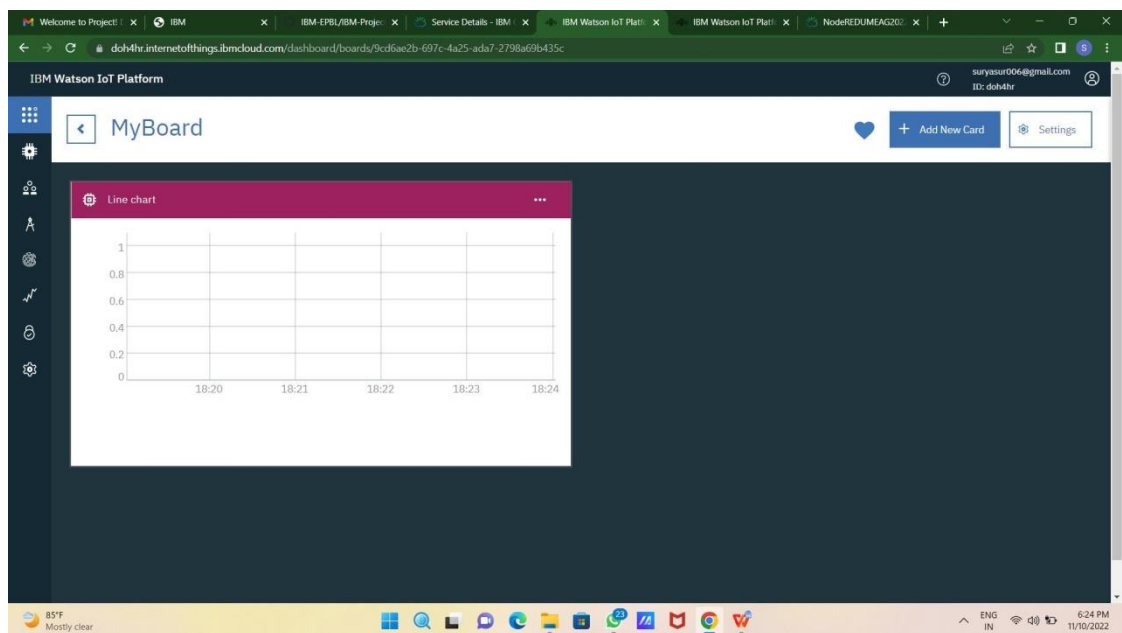 Welcome to Project!
IBM
IBM-EPBL/IBM-Projec
Service Details - IBM
IBM Watson IoT Platf
IBM Watson IoT Platf
NodeREDUMEAG202
doh4hr.internetofthings.ibmcloud.com/dashboard/boards/9cd6ae2b-697c-4a25-ada7-2798a69b435c
S
IBM Watson IoT Platform
suryasur006@gmail.com
ID: doh4hr
MyBoard
+ Add New Card
Settings
Line chart
1
0.8
0.6
0.4
0.2
0
18:20 18:21 18:22 18:23 18:24
85°F
Mostly clear
23
ENG
IN
6:24 PM
11/10/2022